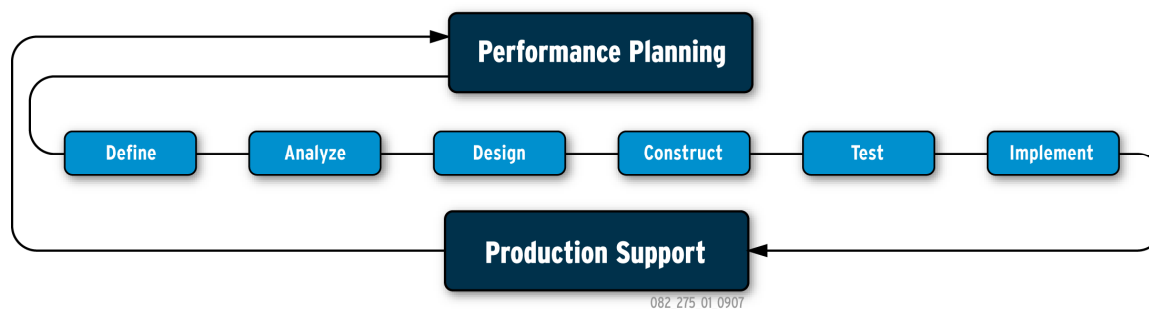 Performance Planning
Define
Analyze
Design
Construct
Test
Implement
Production Support
082 275 01 0907